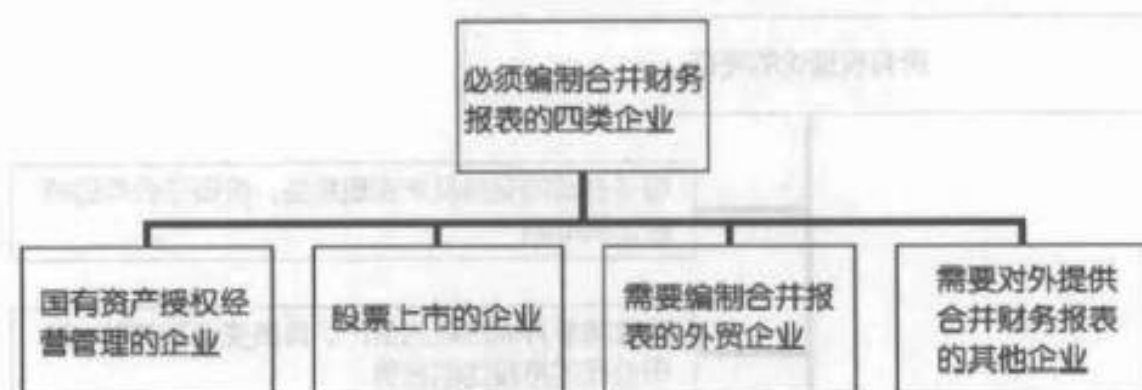 必须编制合并财务
报表的四类企业
国有资产授权经
营管理的企业
股票上市的企业
需要编制合并报
表的外贸企业
需要对外提供
合并财务报表
的其他企业